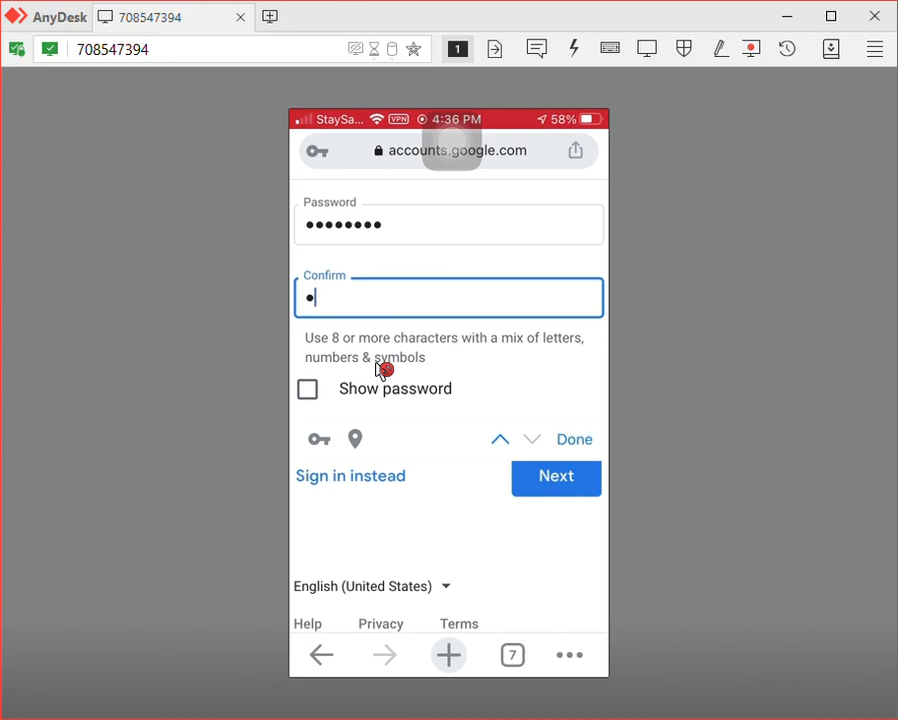 AnyDesk
708547394
708547394
1
StaySa...
VPN
4:36 PM
58%
accounts.google.com
Password
••••••••
Confirm
•
Use 8 or more characters with a mix of letters,
numbers & symbols
Show password
Done
Sign in instead
Next
English (United States)
Help
Privacy
Terms
7